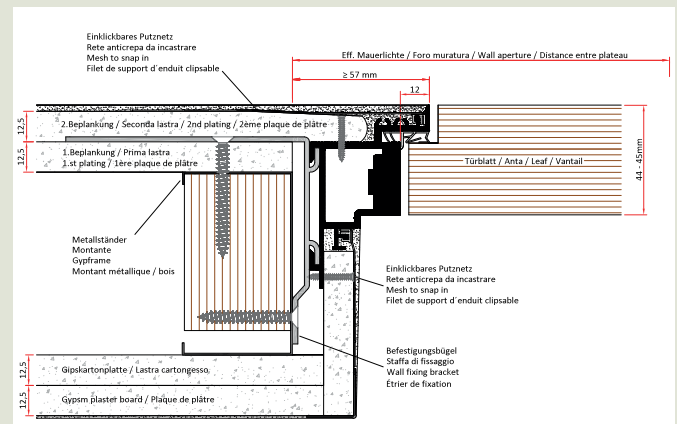 Einklickbares Putznetz
Rete anticrepa da incastrare
Mesh to snap in
Filet de support d´enduit clipsable
Eff. Mauerlichte / Foro muratura / Wall aperture / Distance entre plateau
≥ 57 mm
12
12,5
2.Beplankung / Seconda lastra / 2nd plating / 2ème plaque de plâtre
12,5
1.Beplankung / Prima lastra
1.st plating / 1ère plaque de plâtre
Türblatt / Anta / Leaf / Vantail
44 - 45mm
Metallständer
Montante
Gypframe
Montant métallique / bois
Einklickbares Putznetz
Rete anticrepa da incastrare
Mesh to snap in
Filet de support d´enduit clipsable
Befestigungsbügel
Staffa di fissaggio
Wall fixing bracket
Étrier de fixation
12,5
Gipskartonplatte / Lastra cartongesso
12,5
Gypsm plaster board / Plaque de plâtre